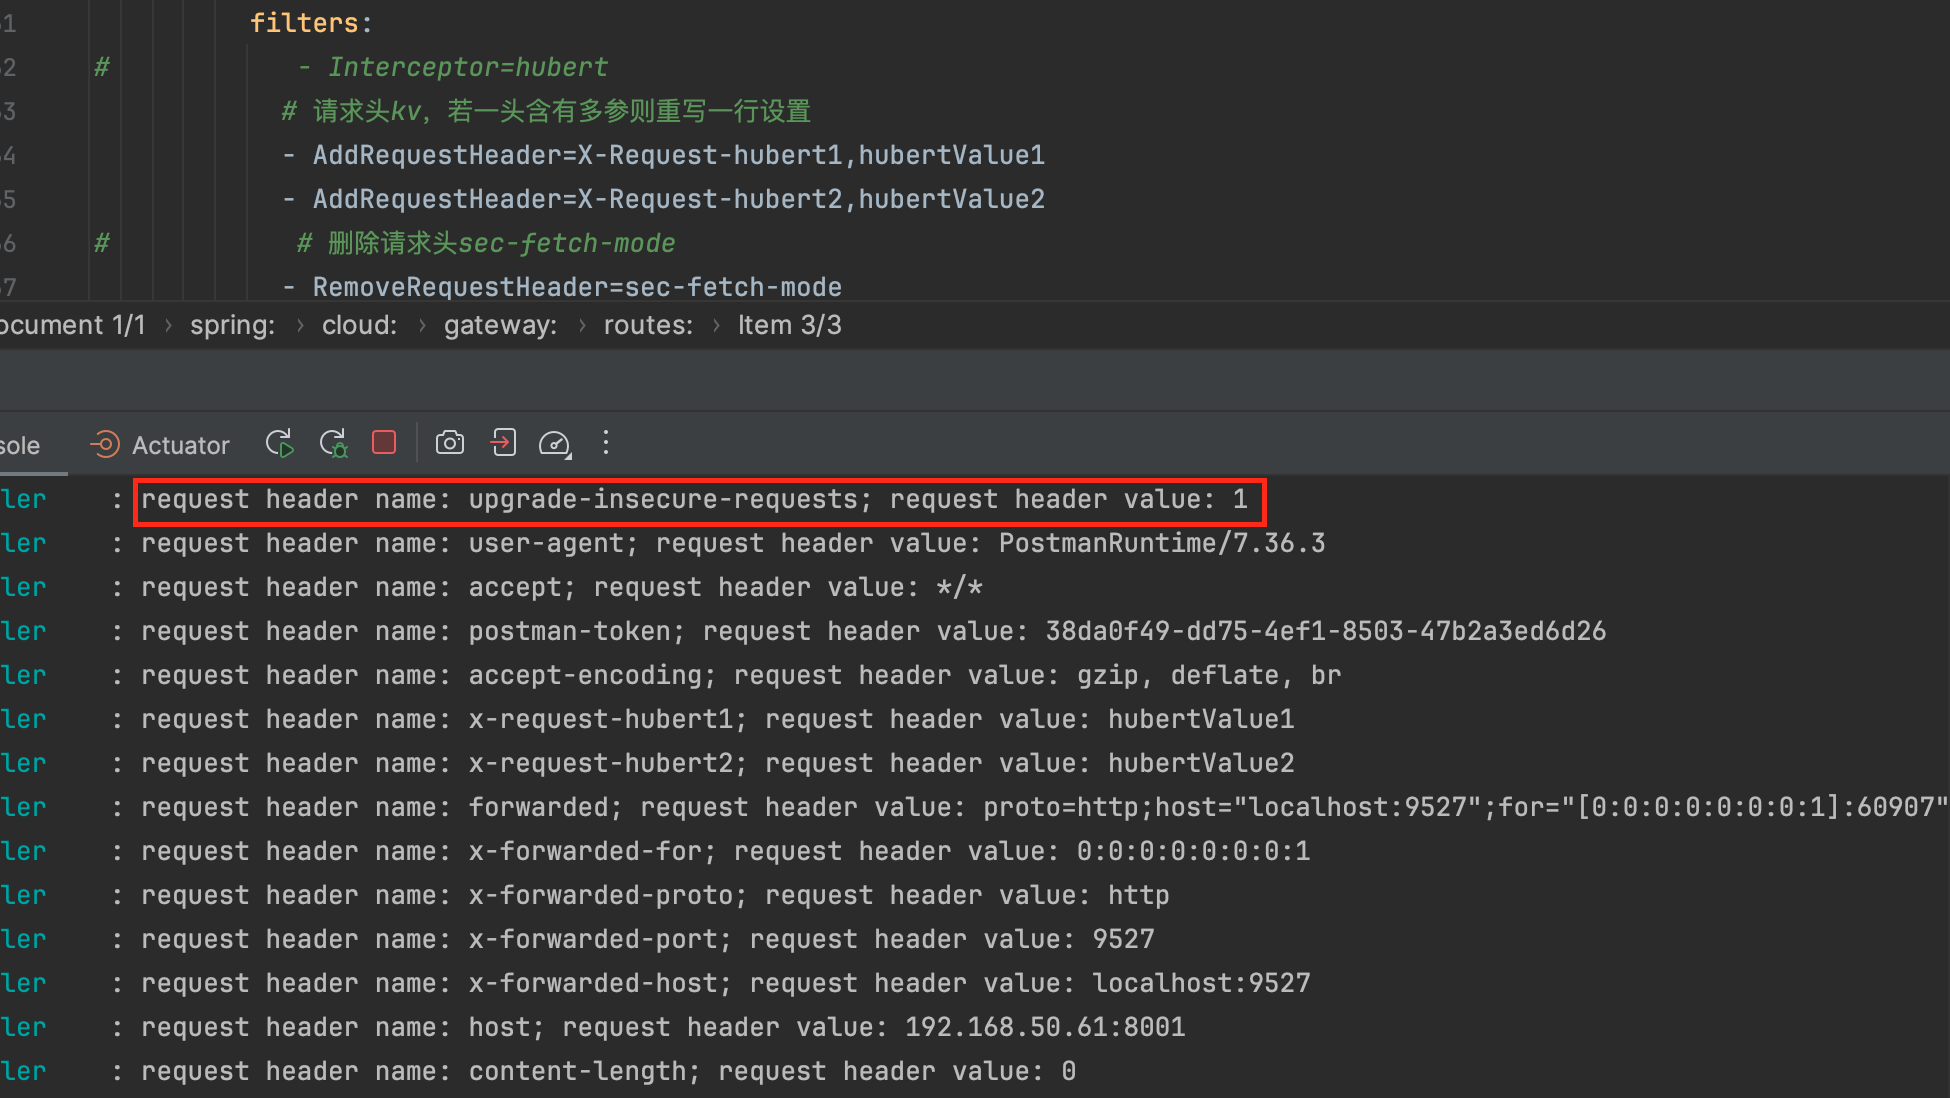 filters:
# - Interceptor=hubert
# 请求头kv，若一头含有多参则重写一行设置
- AddRequestHeader=X-Request-hubert1,hubertValue1
- AddRequestHeader=X-Request-hubert2,hubertValue2
# # 删除请求头sec-fetch-mode
- RemoveRequestHeader=sec-fetch-mode
ocument 1/1 › spring: › cloud: › gateway: › routes: › Item 3/3
sole Actuator
ler : request header name: upgrade-insecure-requests; request header value: 1
ler : request header name: user-agent; request header value: PostmanRuntime/7.36.3
ler : request header name: accept; request header value: */*
ler : request header name: postman-token; request header value: 38da0f49-dd75-4ef1-8503-47b2a3ed6d26
ler : request header name: accept-encoding; request header value: gzip, deflate, br
ler : request header name: x-request-hubert1; request header value: hubertValue1
ler : request header name: x-request-hubert2; request header value: hubertValue2
ler : request header name: forwarded; request header value: proto=http;host="localhost:9527";for="[0:0:0:0:0:0:0:1]:60907"
ler : request header name: x-forwarded-for; request header value: 0:0:0:0:0:0:0:1
ler : request header name: x-forwarded-proto; request header value: http
ler : request header name: x-forwarded-port; request header value: 9527
ler : request header name: x-forwarded-host; request header value: localhost:9527
ler : request header name: host; request header value: 192.168.50.61:8001
ler : request header name: content-length; request header value: 0